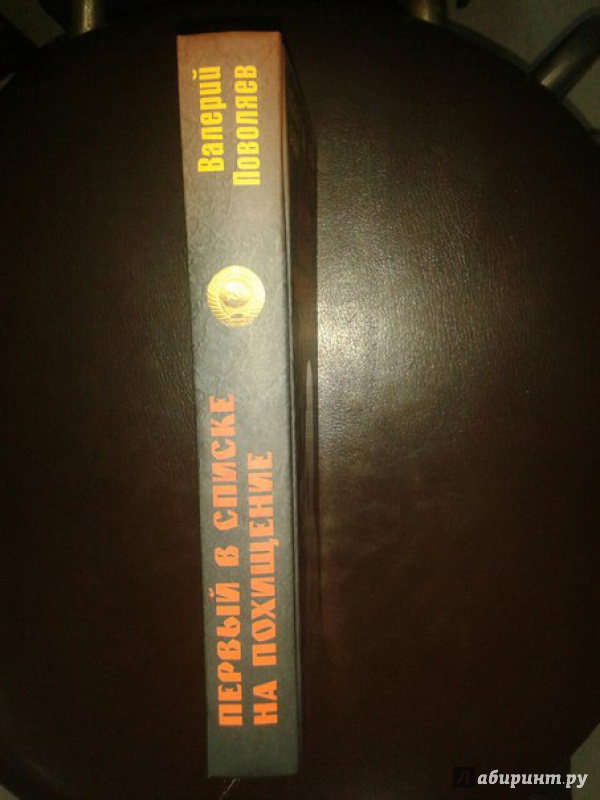 Валерий
Поволяев
ПЕРВЫЙ В СПИСКЕ
НА ПОХИЩЕНИЕ
Лабиринт.ру